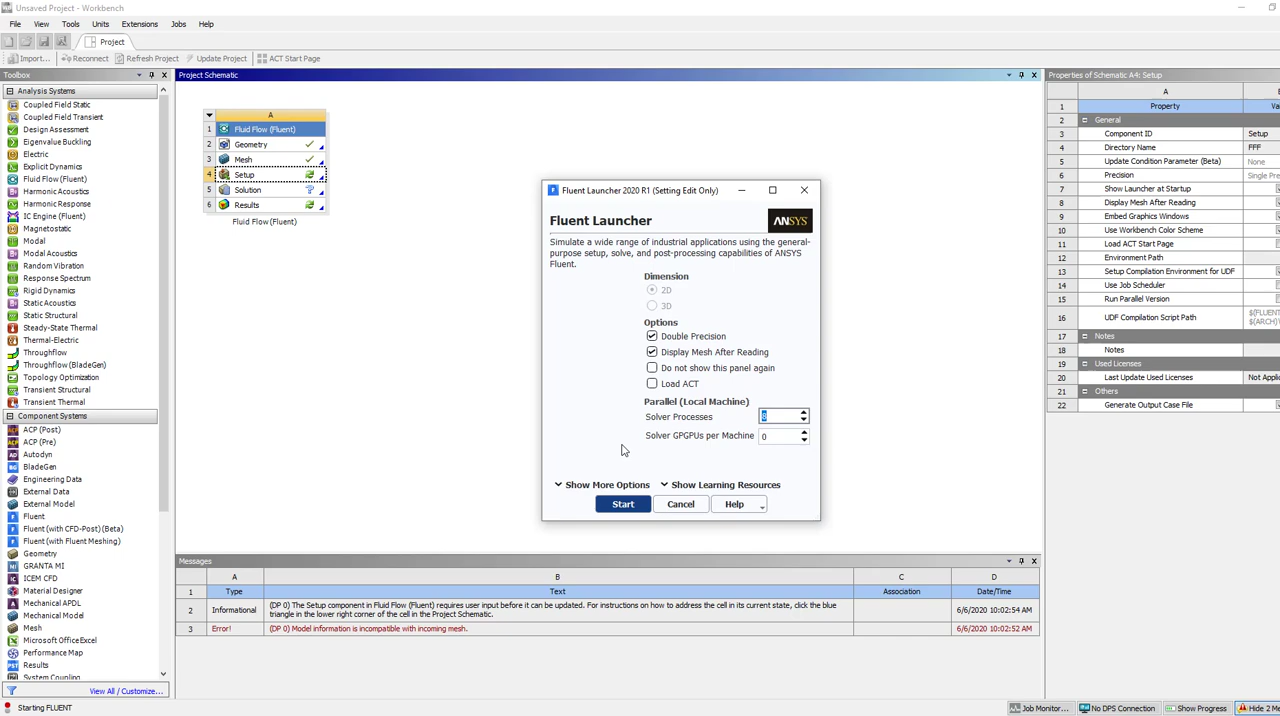 Unsaved Project - Workbench
File View Tools Units Extensions Jobs Help
Project
Import... Reconnect Refresh Project Update Project ACT Start Page
Toolbox
Analysis Systems
Coupled Field Static
Coupled Field Transient
Design Assessment
Eigenvalue Buckling
Electric
Explicit Dynamics
Fluid Flow (Fluent)
Harmonic Acoustics
Harmonic Response
IC Engine (Fluent)
Magnetostatic
Modal
Modal Acoustics
Random Vibration
Response Spectrum
Rigid Dynamics
Static Acoustics
Static Structural
Steady-State Thermal
Thermal-Electric
Throughflow
Throughflow (BladeGen)
Topology Optimization
Transient Structural
Transient Thermal
Component Systems
ACP (Post)
ACP (Pre)
Autodyn
BladeGen
Engineering Data
External Data
External Model
Fluent
Fluent (with CFD-Post) (Beta)
Fluent (with Fluent Meshing)
Geometry
GRANTA MI
ICEM CFD
Material Designer
Mechanical APDL
Mechanical Model
Mesh
Microsoft Office Excel
Performance Map
Results
System Coupling
View All / Customize...
Project Schematic
A
1 Fluid Flow (Fluent)
2 Geometry
3 Mesh
4 Setup
5 Solution
6 Results
Fluid Flow (Fluent)
Fluent Launcher 2020 R1 (Setting Edit Only)
Fluent Launcher
ANSYS
Simulate a wide range of industrial applications using the general-
purpose setup, solve, and post-processing capabilities of ANSYS
Fluent.
Dimension
2D
3D
Options
Double Precision
Display Mesh After Reading
Do not show this panel again
Load ACT
Parallel (Local Machine)
Solver Processes
Solver GPGPUs per Machine 0
Show More Options Show Learning Resources
Start Cancel Help
Messages
A B C D
1 Type Text Association Date/Time
2 Informational (DP 0) The Setup component in Fluid Flow (Fluent) requires user input before it can be updated. For instructions on how to address the cell in its current state, click the blue
triangle in the lower right corner of the cell in the Project Schematic. 6/6/2020 10:02:54 AM
3 Error! (DP 0) Model information is incompatible with incoming mesh. 6/6/2020 10:02:52 AM
Properties of Schematic A4: Setup
A
1 Property
2 General
3 Component ID Setup
4 Directory Name FFF
5 Update Condition Parameter (Beta) None
6 Precision Single Pre
7 Show Launcher at Startup
8 Display Mesh After Reading
9 Embed Graphics Windows
10 Use Workbench Color Scheme
11 Load ACT Start Page
12 Environment Path
13 Setup Compilation Environment for UDF
14 Use Job Scheduler
15 Run Parallel Version
16 UDF Compilation Script Path $(FLUEN
$(ARCH)\
17 Notes
18 Notes
19 Used Licenses
20 Last Update Used Licenses Not Applic
21 Others
22 Generate Output Case File
Starting FLUENT
Job Monitor... No DPS Connection Show Progress Hide 2 Me